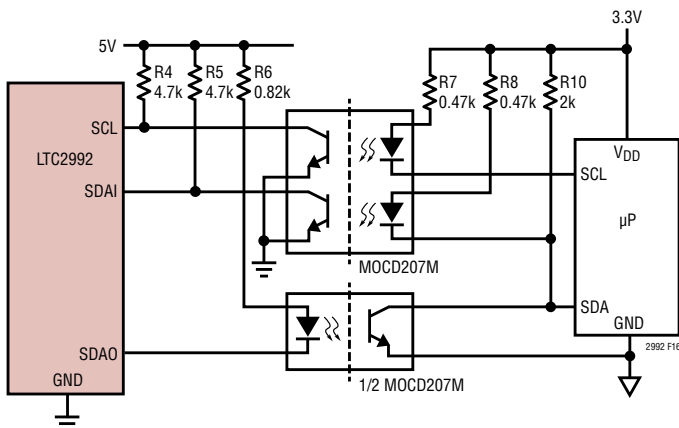 3.3V
5V
R4
4.7k
R5
4.7k
R6
0.82k
R7
0.47k
R8
0.47k
R10
2k
SCL
LTC2992
SDAI
SDAO
GND
MOCD207M
1/2 MOCD207M
VDD
SCL
µP
SDA
GND
2992 F16